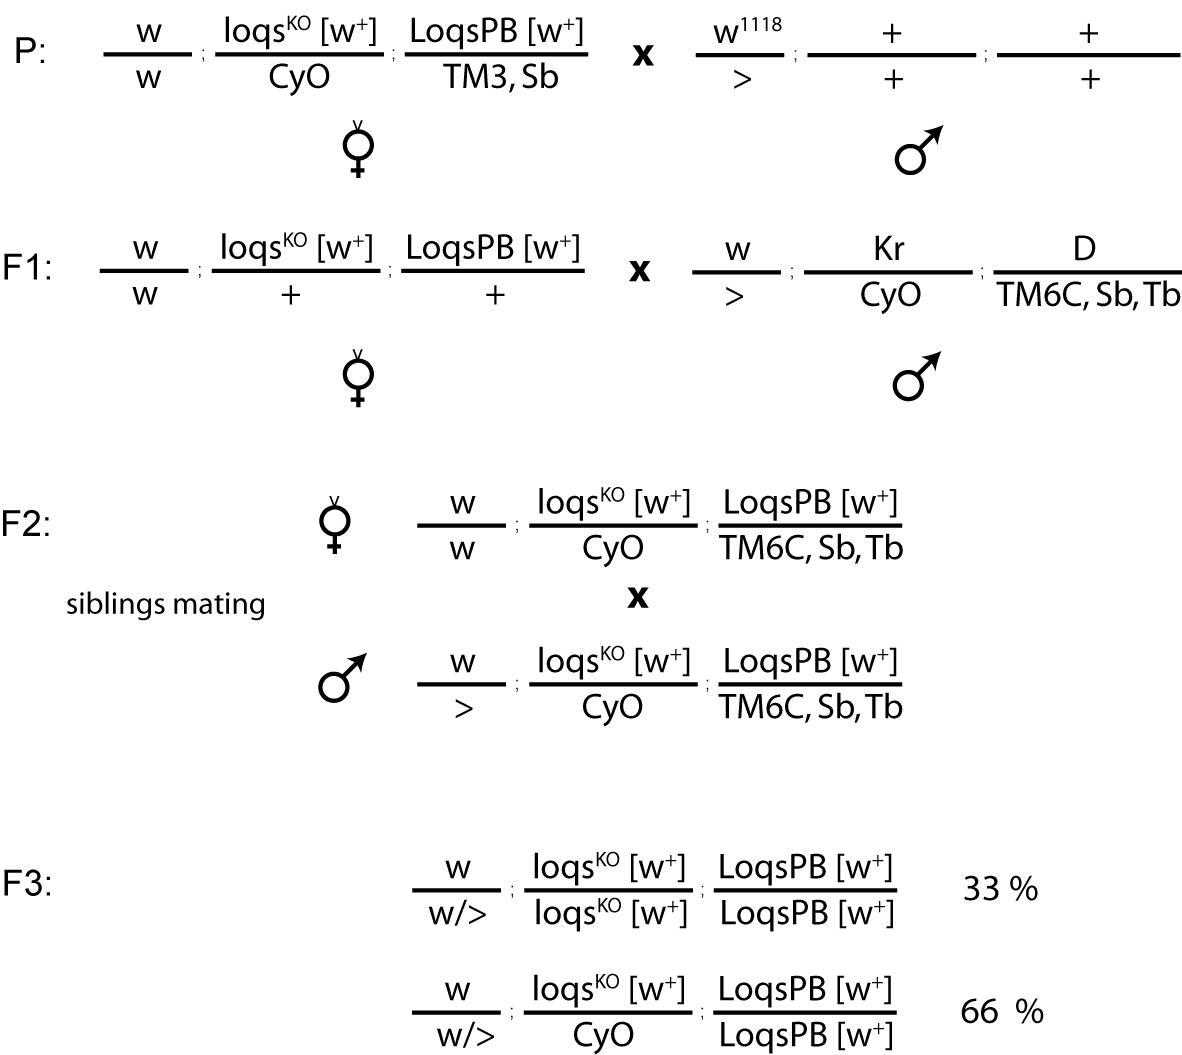 P: w ; loqsKO [w+] ; LoqsPB [w+] x w1118 ; + ; +
w CyO TM3, Sb > + +
F1: w ; loqsKO [w+] ; LoqsPB [w+] x w ; Kr ; D
w + + > CyO TM6C, Sb, Tb
F2: w ; loqsKO [w+] ; LoqsPB [w+]
w CyO TM6C, Sb, Tb
siblings mating x
w ; loqsKO [w+] ; LoqsPB [w+]
> CyO TM6C, Sb, Tb
F3: w ; loqsKO [w+] ; LoqsPB [w+] 33 %
w/> loqsKO [w+] LoqsPB [w+]
w ; loqsKO [w+] ; LoqsPB [w+] 66 %
w/> CyO LoqsPB [w+]